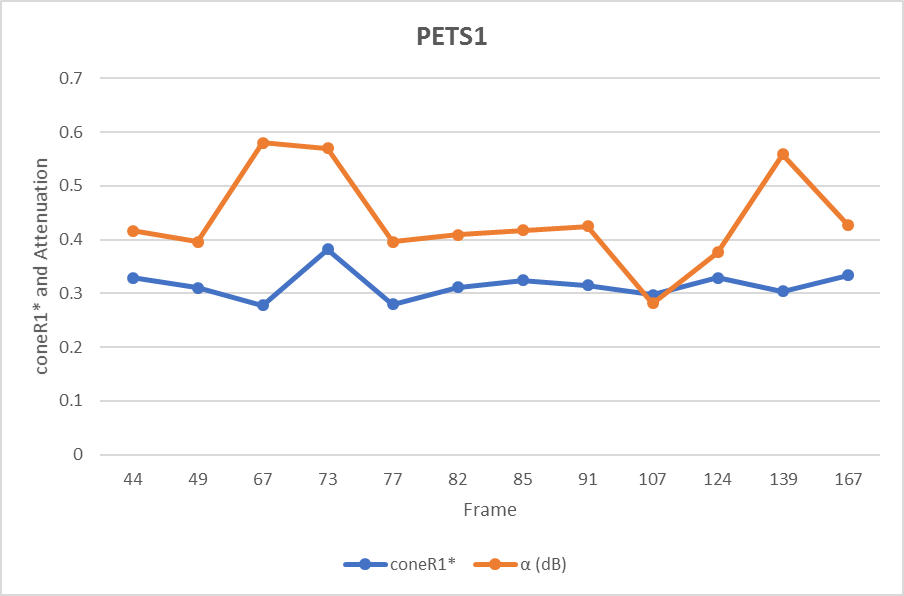 PETS1
0.7
0.6
0.5
0.4
0.3
0.2
0.1
0
coneR1* and Attenuation
44 49 67 73 77 82 85 91 107 124 139 167
Frame
coneR1* α (dB)